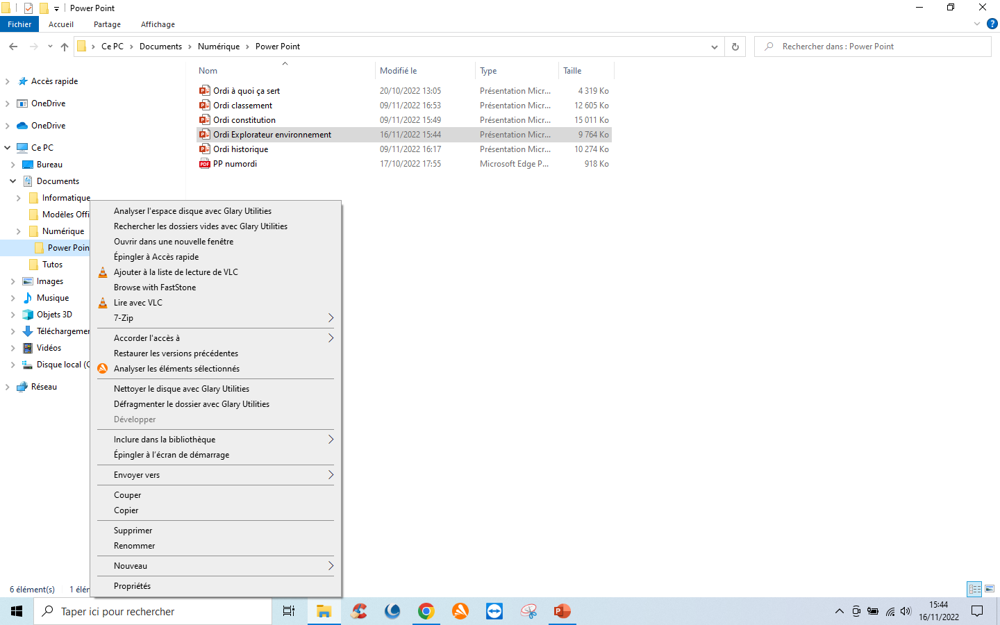 Power Point
Fichier Accueil Partage Affichage
Ce PC Documents Numérique Power Point
Rechercher dans : Power Point
Nom Modifié le Type Taille
Ordi à quoi ça sert 20/10/2022 13:05 Présentation Micr... 4 319 Ko
Ordi classement 09/11/2022 16:53 Présentation Micr... 12 605 Ko
Ordi constitution 09/11/2022 15:49 Présentation Micr... 15 011 Ko
Ordi Explorateur environnement 16/11/2022 15:44 Présentation Micr... 9 764 Ko
Ordi historique 09/11/2022 16:17 Présentation Micr... 10 274 Ko
PDF PP numordi 17/10/2022 17:55 Microsoft Edge P... 918 Ko
Accès rapide
OneDrive
OneDrive
Ce PC
Bureau
Documents
Informatique
Modèles Offi
Numérique
Power Poin
Tutos
Images
Musique
Objets 3D
Téléchargemen
Vidéos
Disque local (C
Réseau
Analyser l'espace disque avec Glary Utilities
Rechercher les dossiers vides avec Glary Utilities
Ouvrir dans une nouvelle fenêtre
Épingler à Accès rapide
Ajouter à la liste de lecture de VLC
Browse with FastStone
Lire avec VLC
7-Zip
Accorder l'accès à
Restaurer les versions précédentes
Analyser les éléments sélectionnés
Nettoyer le disque avec Glary Utilities
Défragmenter le dossier avec Glary Utilities
Développer
Inclure dans la bibliothèque
Épingler à l'écran de démarrage
Envoyer vers
Couper
Copier
Supprimer
Renommer
Nouveau
Propriétés
6 élément(s) 1 élén
Taper ici pour rechercher
15:44
16/11/2022